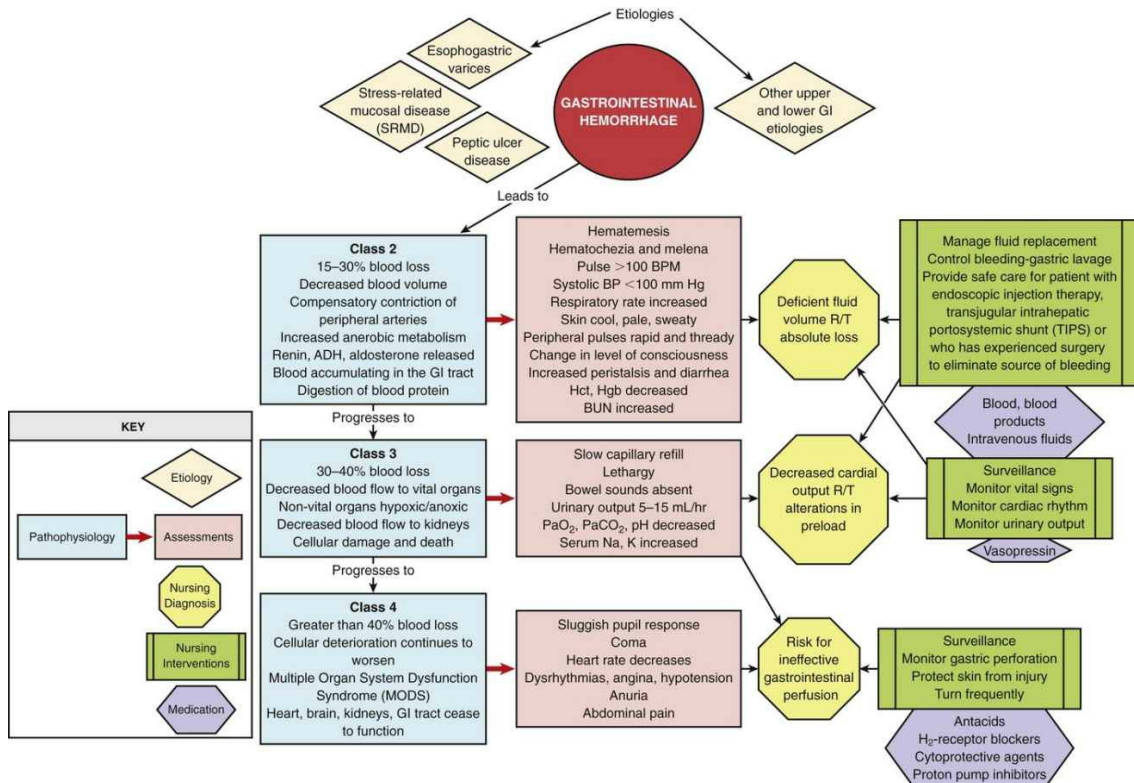 Etiologies
Esophogastric
varices
Stress-related
mucosal disease
(SRMD)
Peptic ulcer
disease
GASTROINTESTINAL
HEMORRHAGE
Other upper
and lower GI
etiologies
Leads to
Class 2
15–30% blood loss
Decreased blood volume
Compensatory contriction of
peripheral arteries
Increased anerobic metabolism
Renin, ADH, aldosterone released
Blood accumulating in the GI tract
Digestion of blood protein
Hematemesis
Hematochezia and melena
Pulse >100 BPM
Systolic BP <100 mm Hg
Respiratory rate increased
Skin cool, pale, sweaty
Peripheral pulses rapid and thready
Change in level of consciousness
Increased peristalsis and diarrhea
Hct, Hgb decreased
BUN increased
Deficient fluid
volume R/T
absolute loss
Manage fluid replacement
Control bleeding-gastric lavage
Provide safe care for patient with
endoscopic injection therapy,
transjugular intrahepatic
portosystemic shunt (TIPS) or
who has experienced surgery
to eliminate source of bleeding
Blood, blood
products
Intravenous fluids
Progresses to
Class 3
30–40% blood loss
Decreased blood flow to vital organs
Non-vital organs hypoxic/anoxic
Decreased blood flow to kidneys
Cellular damage and death
Slow capillary refill
Lethargy
Bowel sounds absent
Urinary output 5–15 mL/hr
PaO₂, PaCO₂, pH decreased
Serum Na, K increased
Decreased cardial
output R/T
alterations in
preload
Surveillance
Monitor vital signs
Monitor cardiac rhythm
Monitor urinary output
Vasopressin
Progresses to
Class 4
Greater than 40% blood loss
Cellular deterioration continues to
worsen
Multiple Organ System Dysfunction
Syndrome (MODS)
Heart, brain, kidneys, GI tract cease
to function
Sluggish pupil response
Coma
Heart rate decreases
Dysrhythmias, angina, hypotension
Anuria
Abdominal pain
Risk for
ineffective
gastrointestinal
perfusion
Surveillance
Monitor gastric perforation
Protect skin from injury
Turn frequently
Antacids
H₂-receptor blockers
Cytoprotective agents
Proton pump inhibitors
KEY
Etiology
Pathophysiology
Assessments
Nursing
Diagnosis
Nursing
Interventions
Medication